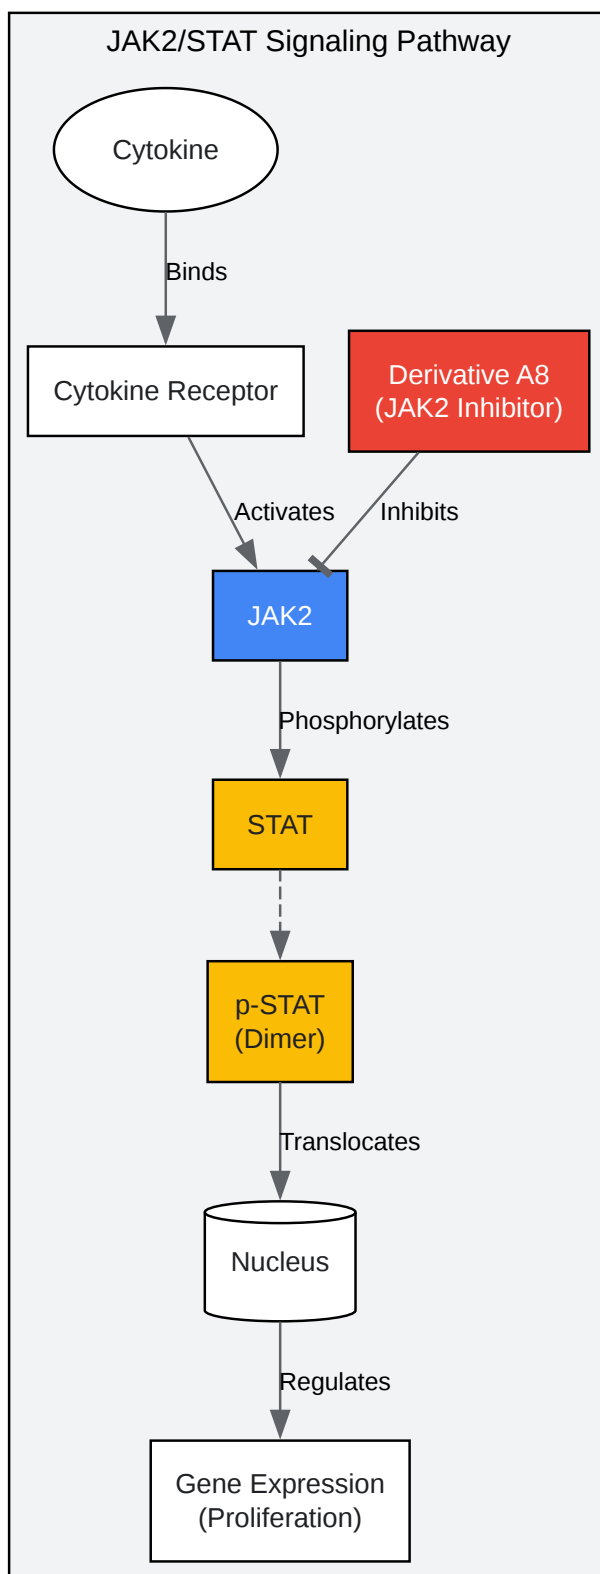 JAK2/STAT Signaling Pathway
Cytokine
Binds
Cytokine Receptor
Derivative A8
(JAK2 Inhibitor)
Activates
Inhibits
JAK2
Phosphorylates
STAT
p-STAT
(Dimer)
Translocates
Nucleus
Regulates
Gene Expression
(Proliferation)